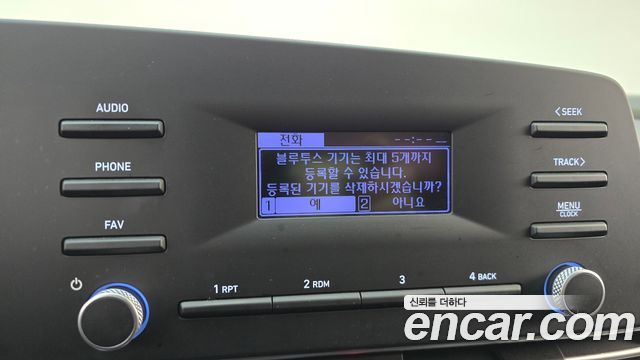 AUDIO
PHONE
FAV
전화 --:--
블루투스 기기는 최대 5개까지
등록할 수 있습니다.
등록된 기기를 삭제하시겠습니까?
1 예 2 아니요
<SEEK
TRACK>
MENU
CLOCK
1 RPT 2 RDM 3 4 BACK
신뢰를 더하다
encar.com